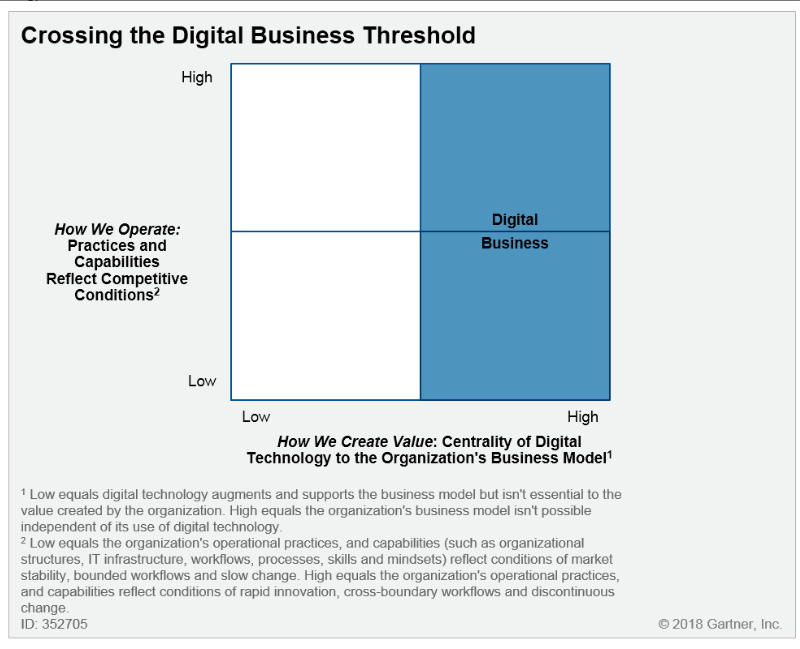 Crossing the Digital Business Threshold
High
How We Operate:
Practices and
Capabilities
Reflect Competitive
Conditions²
Digital
Business
Low
Low High
How We Create Value: Centrality of Digital
Technology to the Organization's Business Model¹
¹ Low equals digital technology augments and supports the business model but isn't essential to the
value created by the organization. High equals the organization's business model isn't possible
independent of its use of digital technology.
² Low equals the organization's operational practices, and capabilities (such as organizational
structures, IT infrastructure, workflows, processes, skills and mindsets) reflect conditions of market
stability, bounded workflows and slow change. High equals the organization's operational practices,
and capabilities reflect conditions of rapid innovation, cross-boundary workflows and discontinuous
change.
ID: 352705 © 2018 Gartner, Inc.